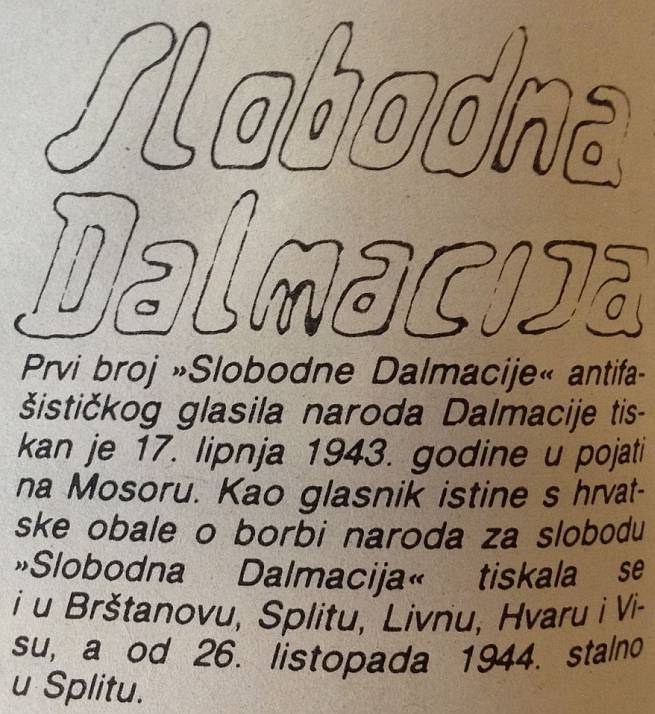 Slobodna
Dalmacija
Prvi broj »Slobodne Dalmacije« antifa-
šističkog glasila naroda Dalmacije tis-
kan je 17. lipnja 1943. godine u pojati
na Mosoru. Kao glasnik istine s hrvat-
ske obale o borbi naroda za slobodu
»Slobodna Dalmacija« tiskala se
i u Brštanovu, Splitu, Livnu, Hvaru i Vi-
su, a od 26. listopada 1944. stalno
u Splitu.